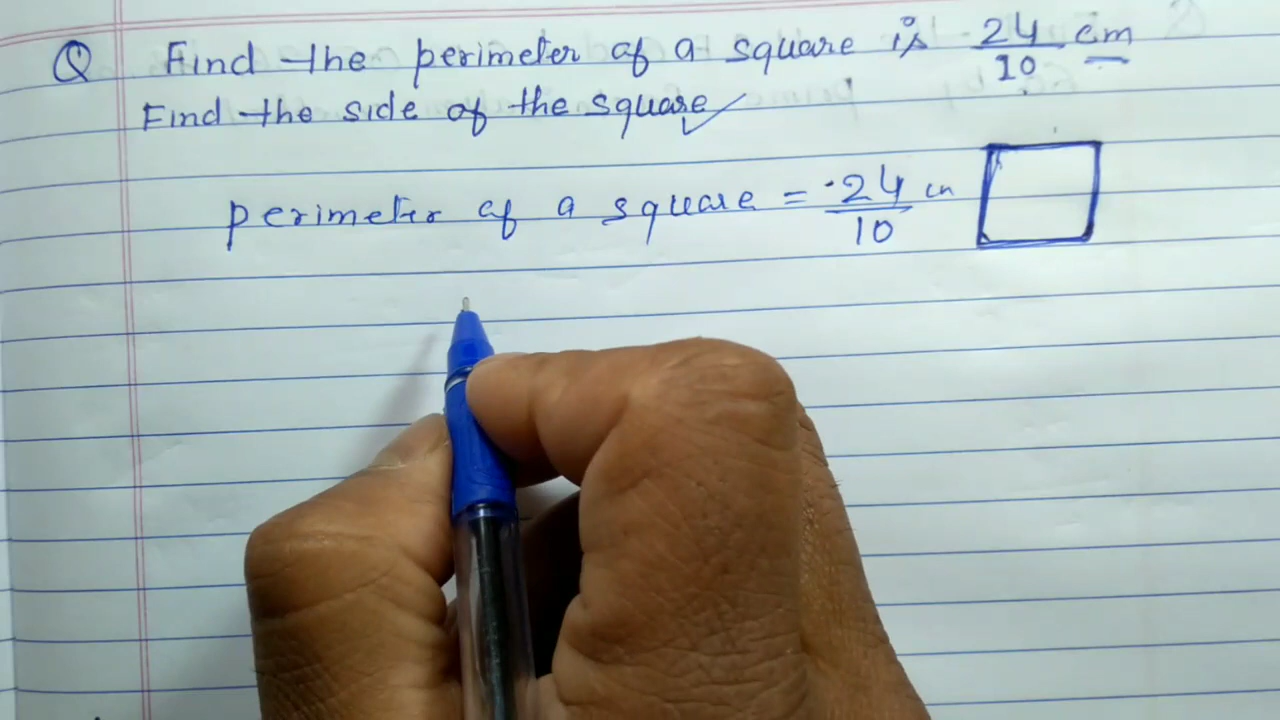 Q Find the perimeter of a square is 24/10 cm
Find the side of the square
perimeter of a square = 24/10 cm